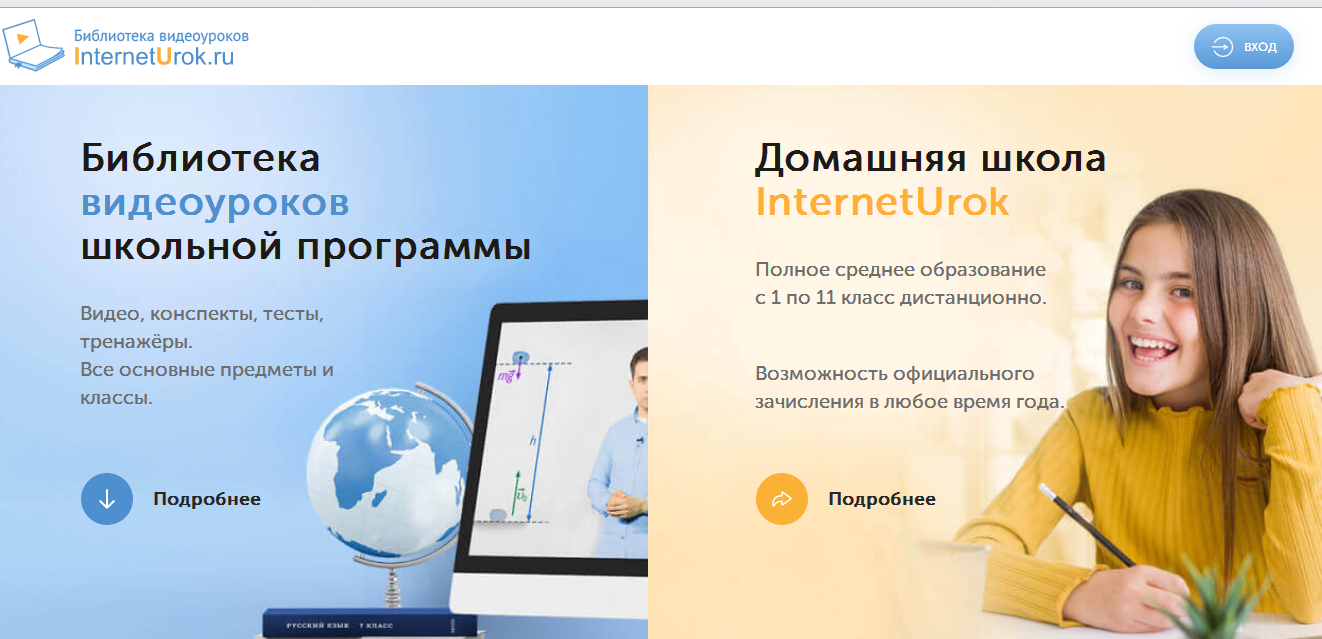 Библиотека видеоуроков
InternetUrok.ru
ВХОД
Библиотека
видеоуроков
школьной программы
Видео, конспекты, тесты,
тренажёры.
Все основные предметы и
классы.
Подробнее
mg
h
v₀
РУССКИЙ ЯЗЫК 7 КЛАСС
Домашняя школа
InternetUrok
Полное среднее образование
с 1 по 11 класс дистанционно.
Возможность официального
зачисления в любое время года.
Подробнее